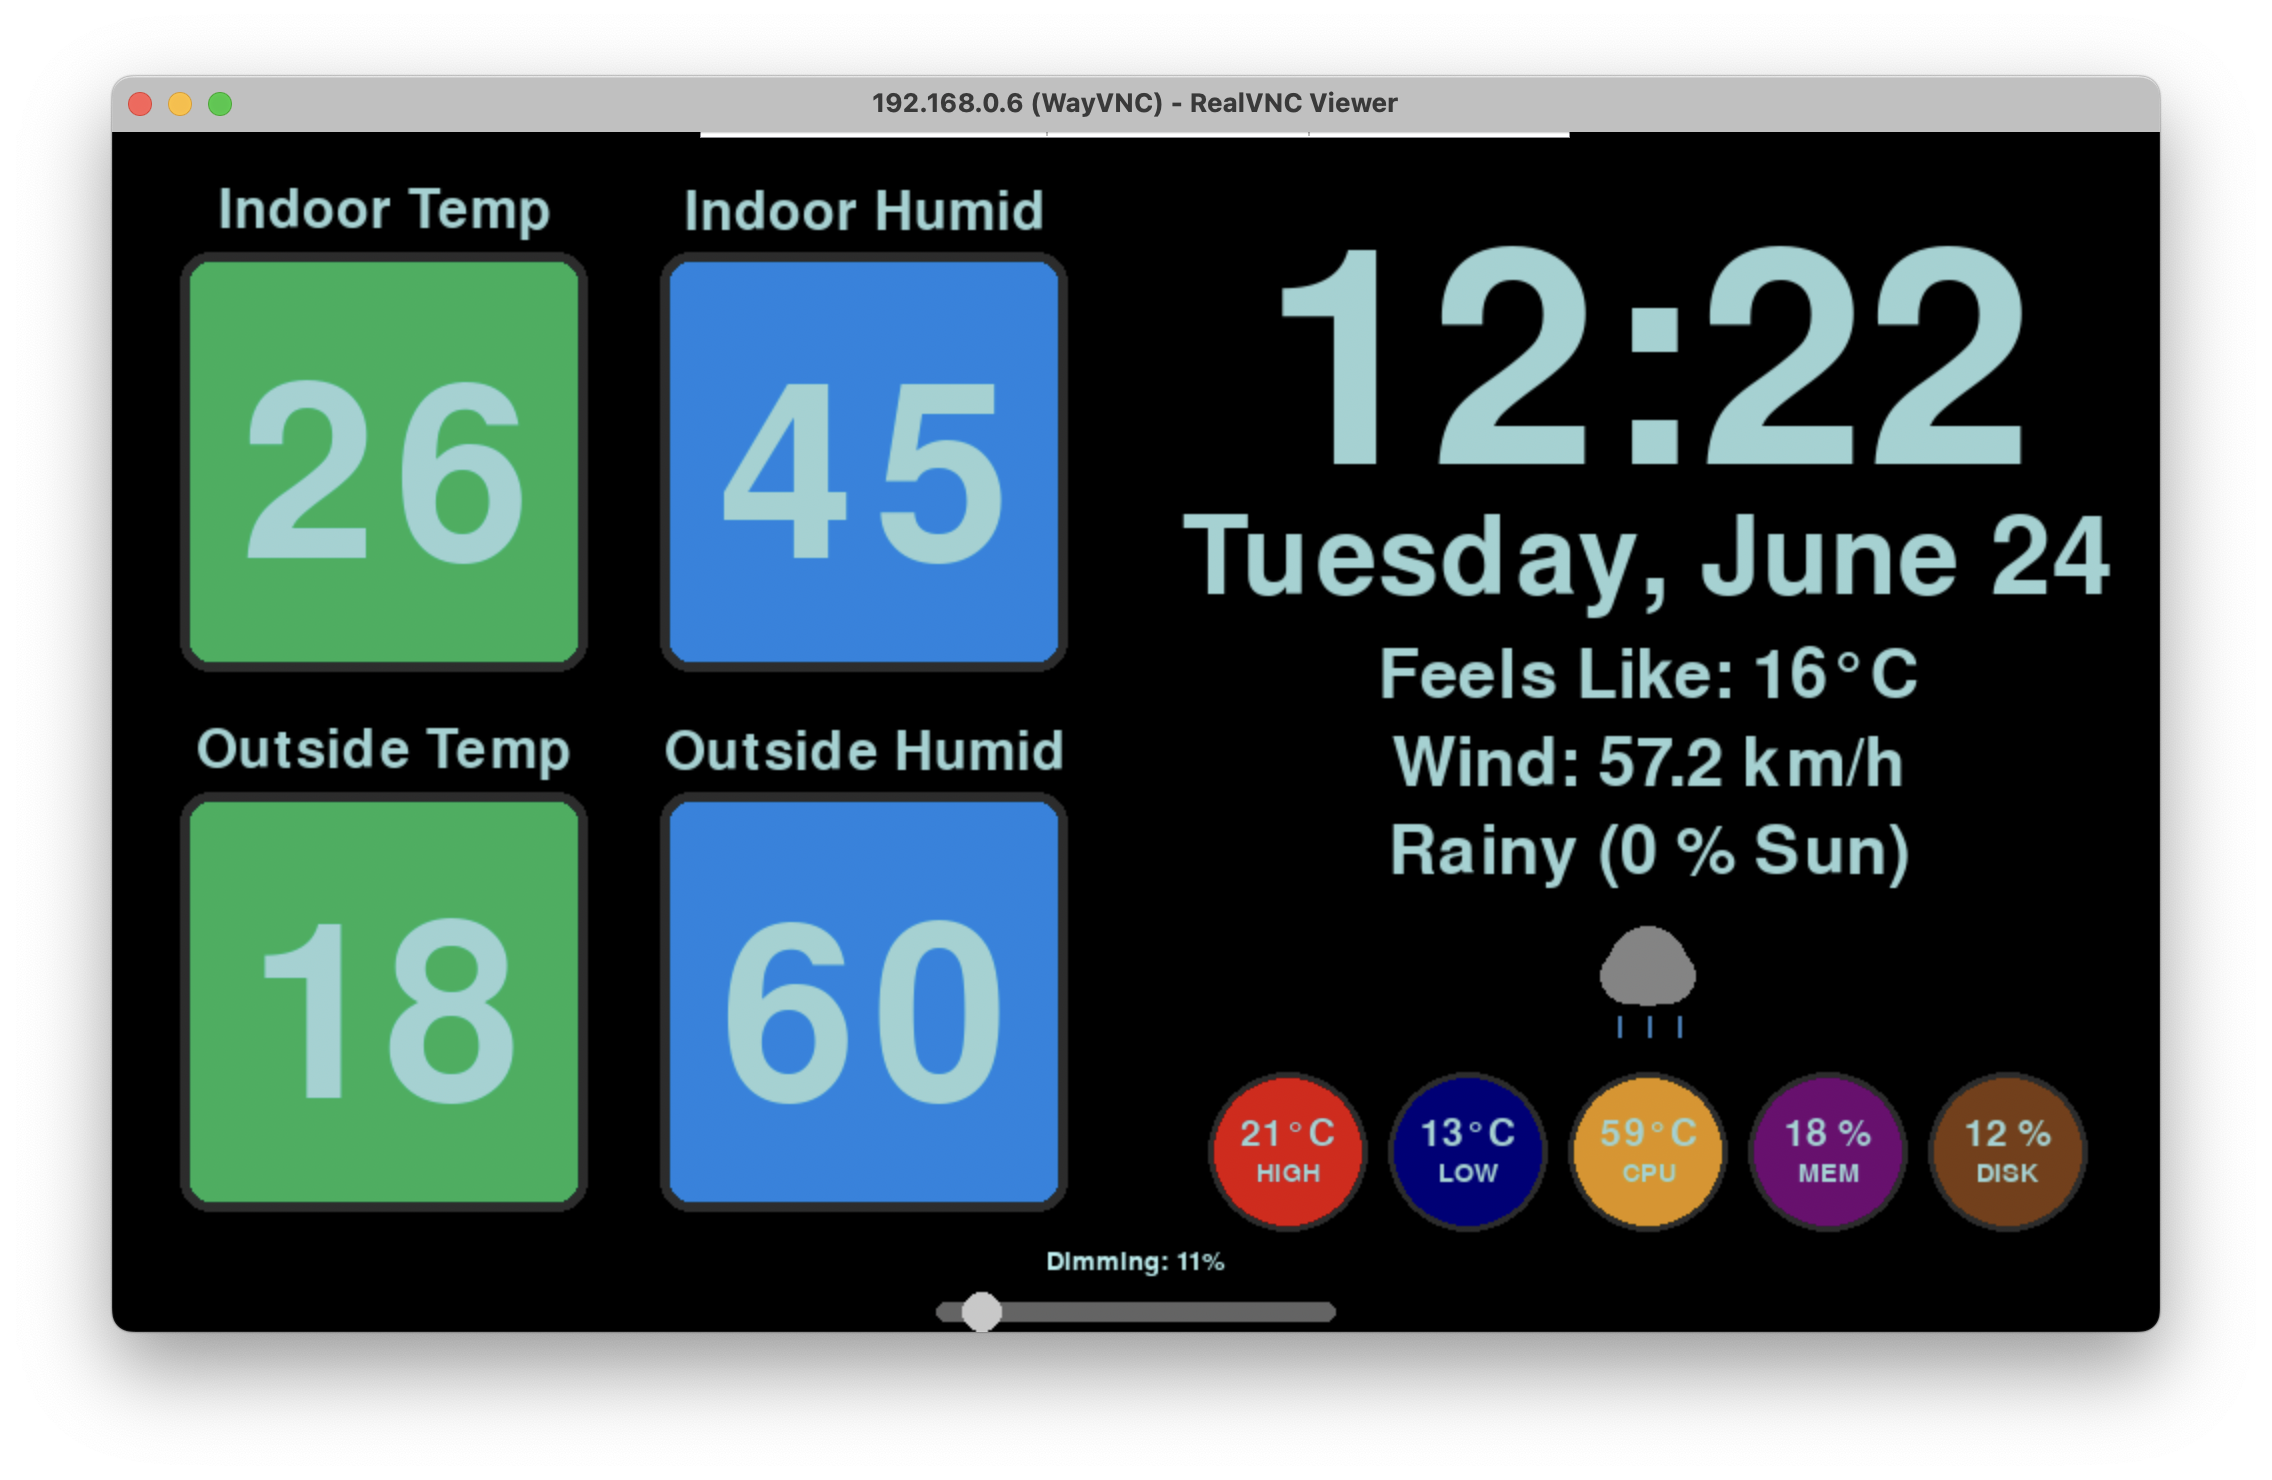 192.168.0.6 (WayVNC) - RealVNC Viewer
Indoor Temp
26
Indoor Humid
45
Outside Temp
18
Outside Humid
60
12:22
Tuesday, June 24
Feels Like: 16°C
Wind: 57.2 km/h
Rainy (0 % Sun)
21°C
HIGH
13°C
LOW
59°C
CPU
18 %
MEM
12 %
DISK
Dimming: 11%